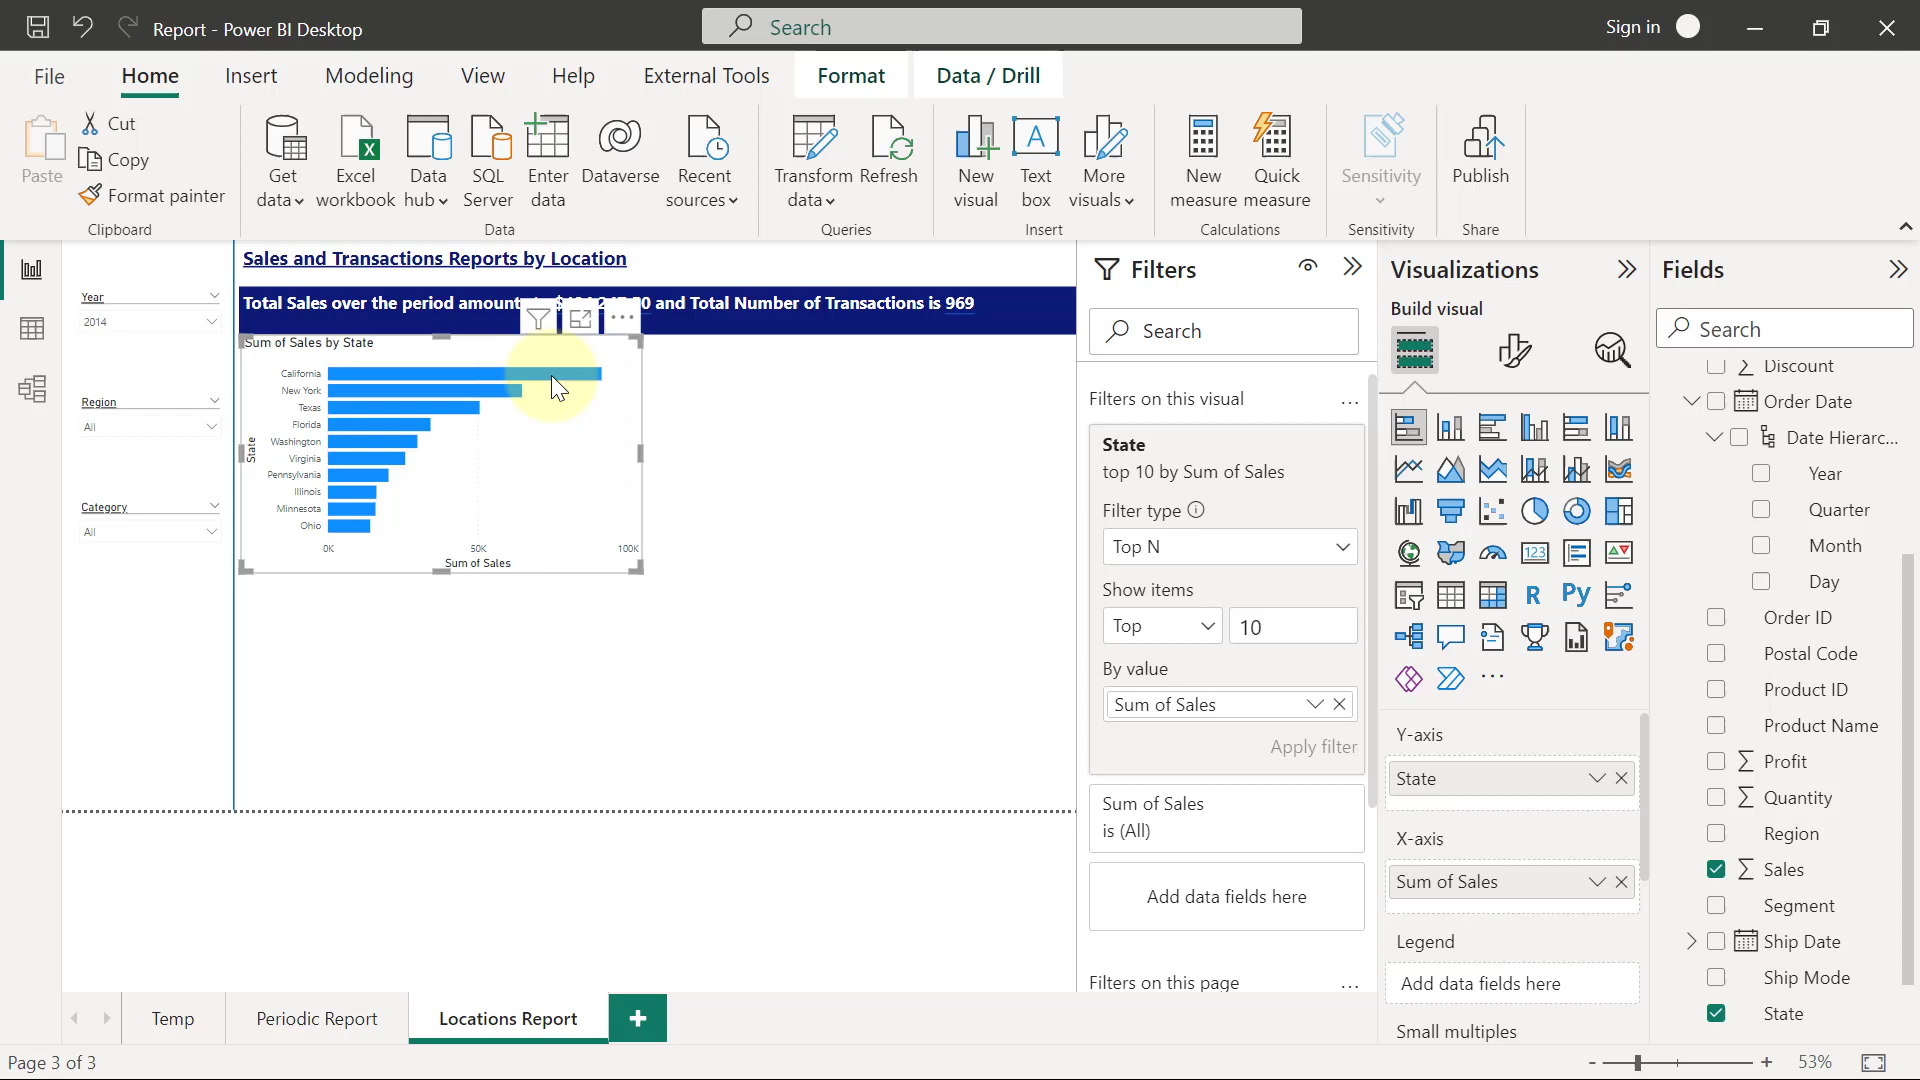 Report - Power BI Desktop
Search
Sign in
File
Home
Insert
Modeling
View
Help
External Tools
Format
Data / Drill
Paste
Cut
Copy
Format painter
Clipboard
Get
data
Excel
workbook
Data
hub
SQL
Server
Enter
data
Dataverse
Recent
sources
Data
Transform
data
Refresh
Queries
New
visual
Text
box
More
visuals
Insert
New
measure
Quick
measure
Calculations
Sensitivity
Sensitivity
Publish
Share
Year
2014
Region
All
Category
All
Sales and Transactions Reports by Location
Total Sales over the period amount and Total Number of Transactions is 969
Sum of Sales by State
State
California
New York
Texas
Florida
Washington
Virginia
Pennsylvania
Illinois
Minnesota
Ohio
0K
50K
100K
Sum of Sales
Filters
Search
Filters on this visual
...
State
top 10 by Sum of Sales
Filter type
Top N
Show items
Top
10
By value
Sum of Sales
Apply filter
Sum of Sales
is (All)
Add data fields here
Filters on this page
...
Visualizations
Build visual
123
R
Py
...
Y-axis
State
X-axis
Sum of Sales
Legend
Add data fields here
Small multiples
Fields
Search
Discount
Order Date
Date Hierarc...
Year
Quarter
Month
Day
Order ID
Postal Code
Product ID
Product Name
Profit
Quantity
Region
Sales
Segment
Ship Date
Ship Mode
State
Temp
Periodic Report
Locations Report
Page 3 of 3
53%